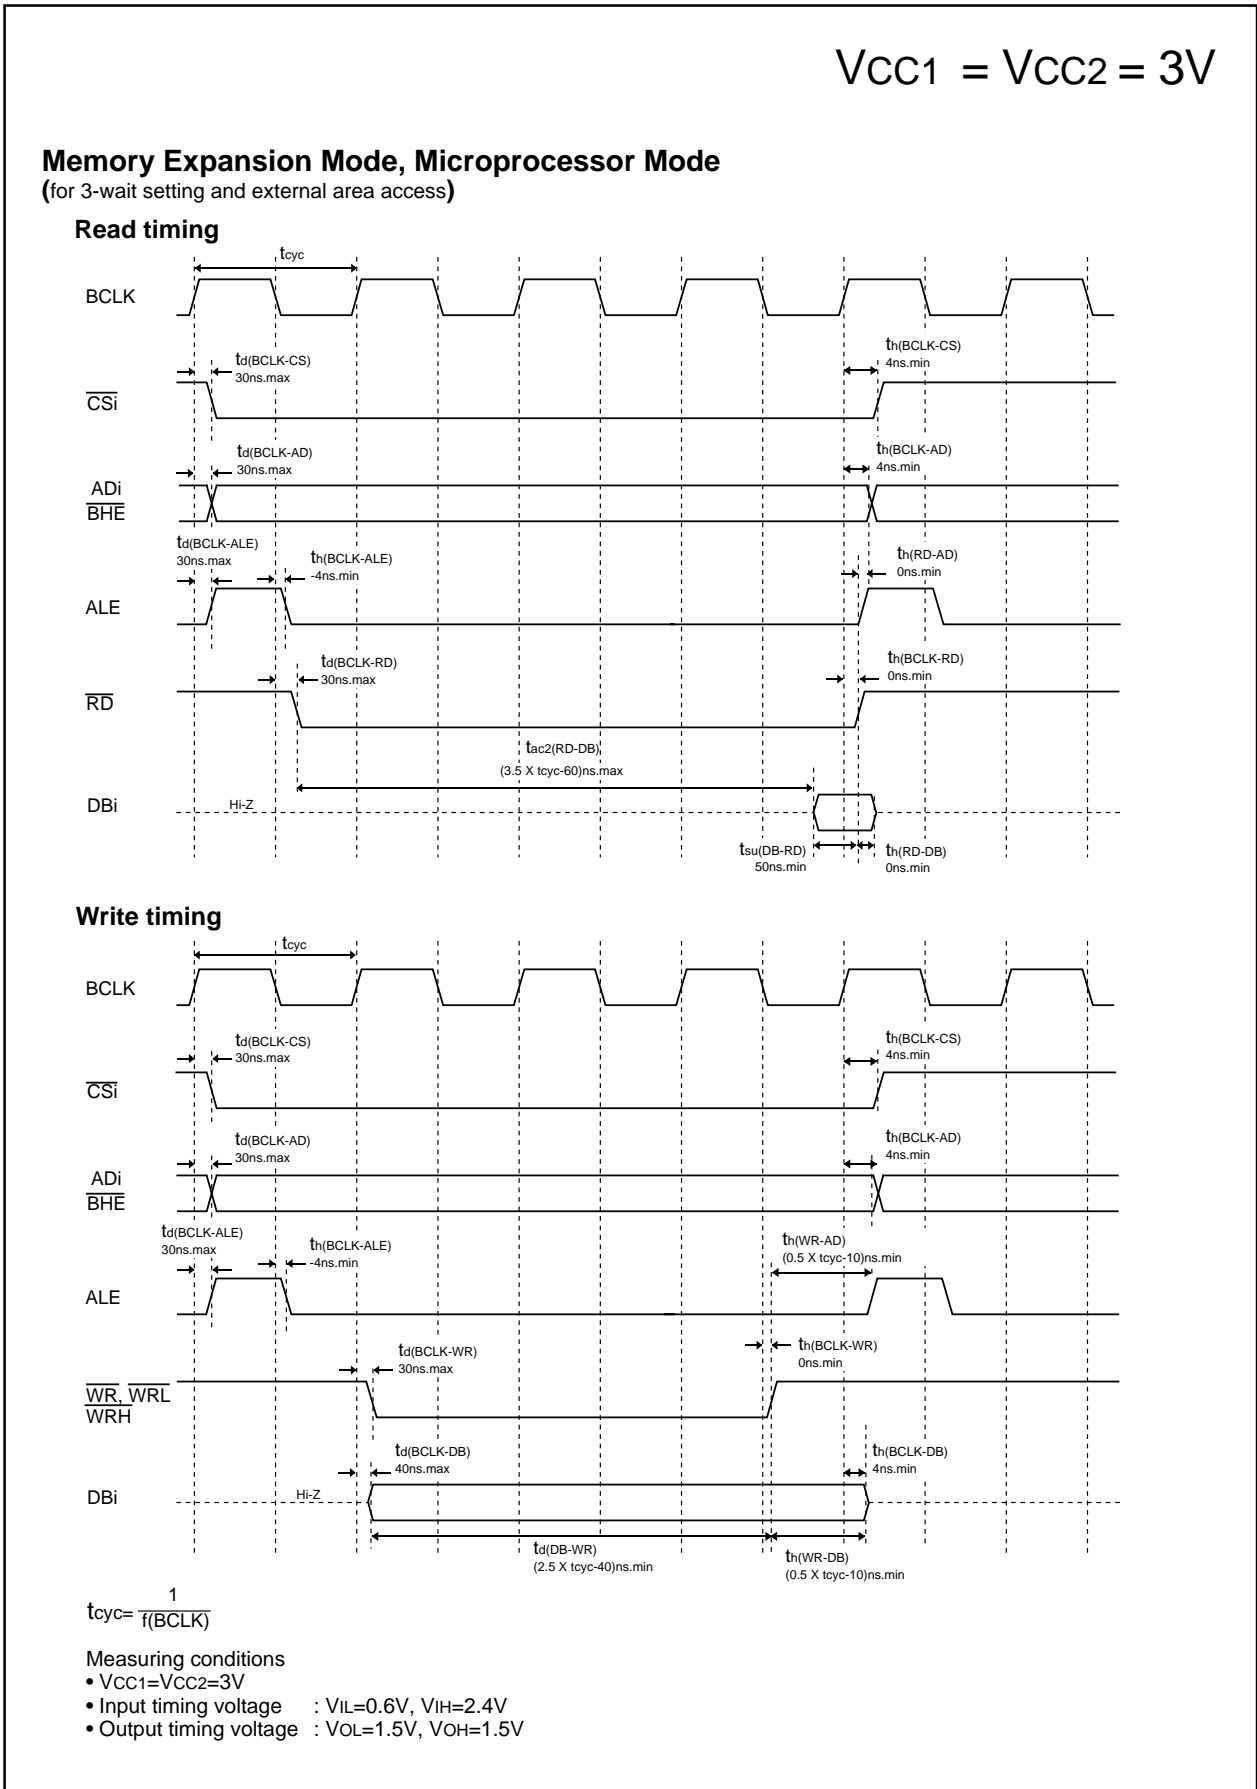 VCC1 = VCC2 = 3V
Memory Expansion Mode, Microprocessor Mode
(for 3-wait setting and external area access)
Read timing
tcyc
BCLK
td(BCLK-CS)
30ns.max
th(BCLK-CS)
4ns.min
CSi
td(BCLK-AD)
30ns.max
th(BCLK-AD)
4ns.min
ADi
BHE
td(BCLK-ALE)
30ns.max
th(BCLK-ALE)
-4ns.min
th(RD-AD)
0ns.min
ALE
td(BCLK-RD)
30ns.max
th(BCLK-RD)
0ns.min
RD
tac2(RD-DB)
(3.5 X tcyc-60)ns.max
DBi
Hi-Z
tsu(DB-RD)
50ns.min
th(RD-DB)
0ns.min
Write timing
tcyc
BCLK
td(BCLK-CS)
30ns.max
th(BCLK-CS)
4ns.min
CSi
td(BCLK-AD)
30ns.max
th(BCLK-AD)
4ns.min
ADi
BHE
td(BCLK-ALE)
30ns.max
th(BCLK-ALE)
-4ns.min
th(WR-AD)
(0.5 X tcyc-10)ns.min
ALE
td(BCLK-WR)
30ns.max
th(BCLK-WR)
0ns.min
WR, WRL
WRH
td(BCLK-DB)
40ns.max
th(BCLK-DB)
4ns.min
DBi
Hi-Z
td(DB-WR)
(2.5 X tcyc-40)ns.min
th(WR-DB)
(0.5 X tcyc-10)ns.min
tcyc= 1
f(BCLK)
Measuring conditions
• VCC1=VCC2=3V
• Input timing voltage : VIL=0.6V, VIH=2.4V
• Output timing voltage : VOL=1.5V, VOH=1.5V